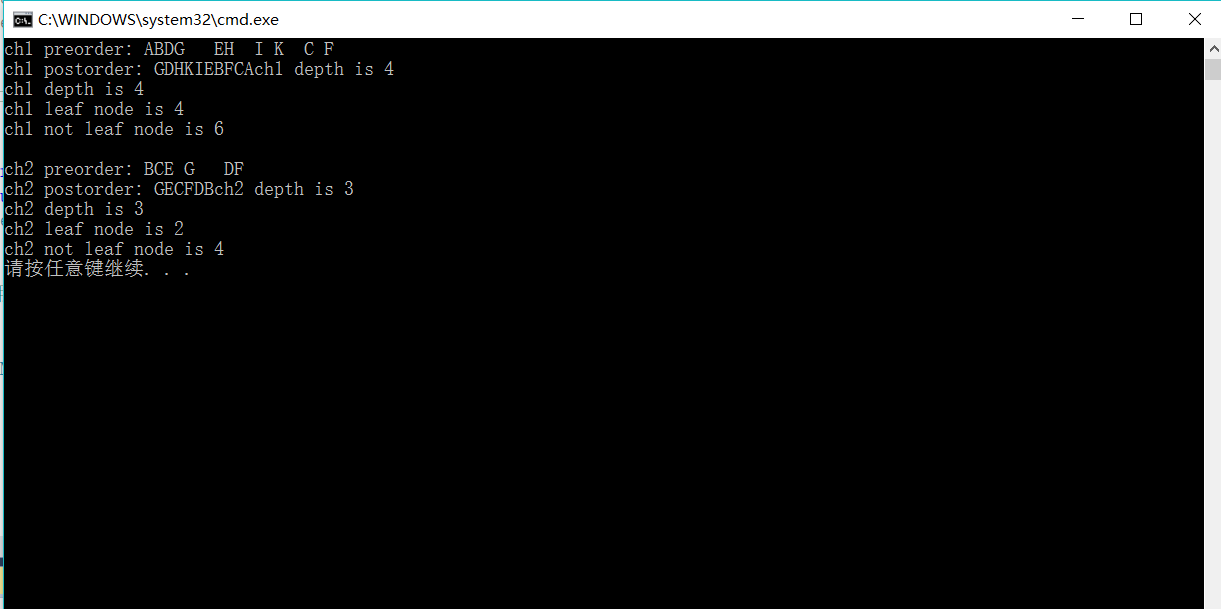 C:\WINDOWS\system32\cmd.exe
ch1 preorder: ABDG   EH  I K  C F
ch1 postorder: GDHKIEBFCAch1 depth is 4
ch1 depth is 4
ch1 leaf node is 4
ch1 not leaf node is 6
ch2 preorder: BCE G   DF
ch2 postorder: GECFDBch2 depth is 3
ch2 depth is 3
ch2 leaf node is 2
ch2 not leaf node is 4
请按任意键继续. . .